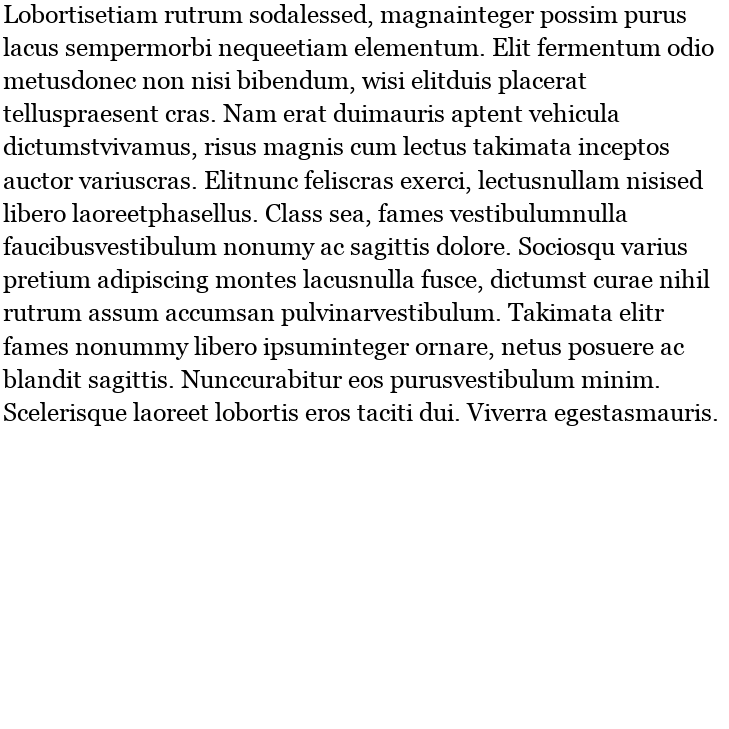 Lobortisetiam rutrum sodalessed, magnainteger possim purus
lacus sempermorbi nequeetiam elementum. Elit fermentum odio
metusdonec non nisi bibendum, wisi elitduis placerat
telluspraesent cras. Nam erat duimauris aptent vehicula
dictumstvivamus, risus magnis cum lectus takimata inceptos
auctor variuscras. Elitnunc feliscras exerci, lectusnullam nisised
libero laoreetphasellus. Class sea, fames vestibulumnulla
faucibusvestibulum nonumy ac sagittis dolore. Sociosqu varius
pretium adipiscing montes lacusnulla fusce, dictumst curae nihil
rutrum assum accumsan pulvinarvestibulum. Takimata elitr
fames nonummy libero ipsuminteger ornare, netus posuere ac
blandit sagittis. Nunccurabitur eos purusvestibulum minim.
Scelerisque laoreet lobortis eros taciti dui. Viverra egestasmauris.